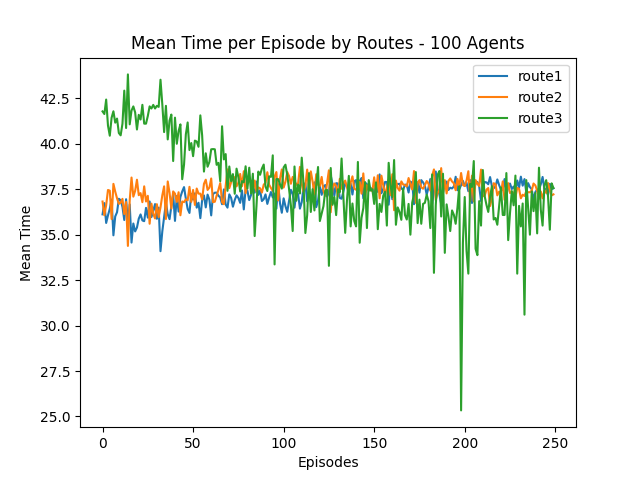 Mean Time per Episode by Routes - 100 Agents
route1
route2
route3
Mean Time
42.5
40.0
37.5
35.0
32.5
30.0
27.5
25.0
0
50
100
150
200
250
Episodes